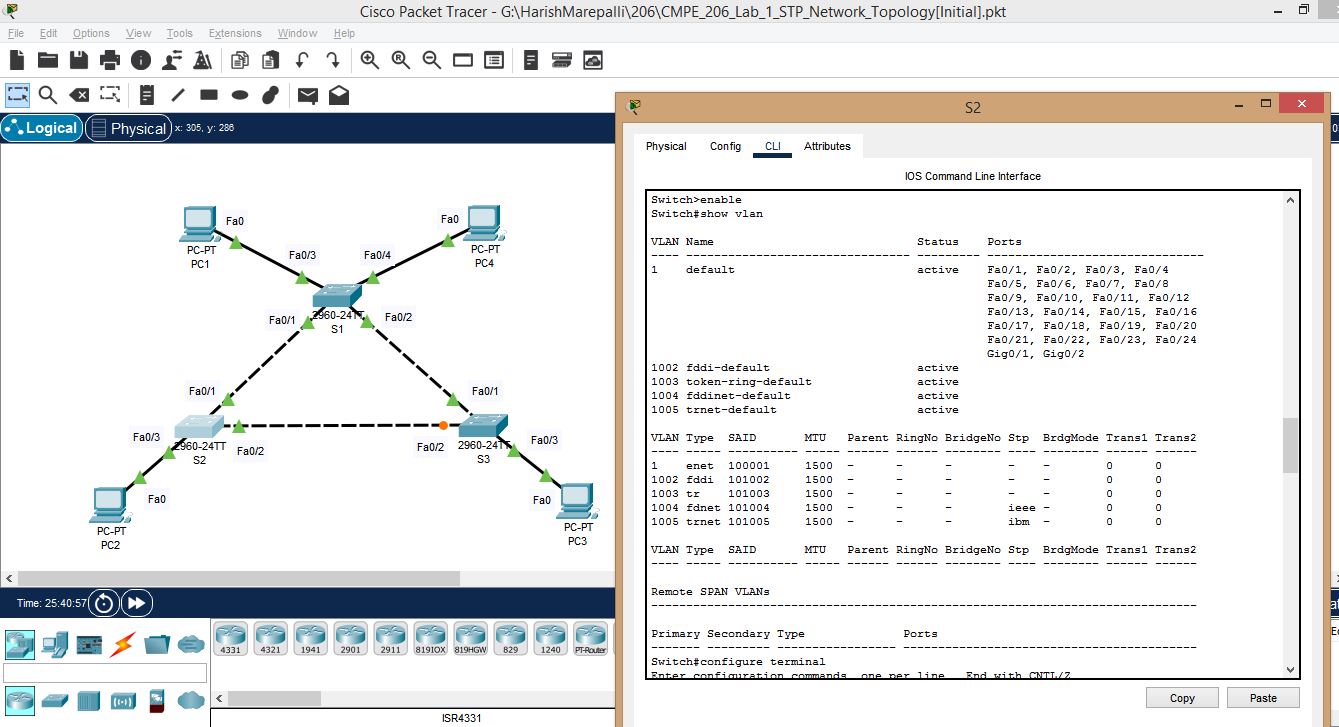 Cisco Packet Tracer - G:\HarishMarepalli\206\CMPE_206_Lab_1_STP_Network_Topology[Initial].pkt
File Edit Options View Tools Extensions Window Help
Logical Physical x: 305, y: 286
Fa0
PC-PT
PC1
Fa0
PC-PT
PC4
Fa0/3
Fa0/4
2960-24TT
S1
Fa0/1
Fa0/2
Fa0/1
2960-24TT
S2
Fa0/3
Fa0/2
Fa0/1
2960-24TT
S3
Fa0/2
Fa0/3
Fa0
PC-PT
PC2
Fa0
PC-PT
PC3
Time: 25:40:57
4331 4321 1941 2901 2911 819IOX 819HGW 829 1240 PT-Router
ISR4331
S2
Physical Config CLI Attributes
IOS Command Line Interface
Switch>enable
Switch#show vlan
VLAN Name Status Ports
---- -------------------------------- --------- -------------------------------
1 default active Fa0/1, Fa0/2, Fa0/3, Fa0/4
Fa0/5, Fa0/6, Fa0/7, Fa0/8
Fa0/9, Fa0/10, Fa0/11, Fa0/12
Fa0/13, Fa0/14, Fa0/15, Fa0/16
Fa0/17, Fa0/18, Fa0/19, Fa0/20
Fa0/21, Fa0/22, Fa0/23, Fa0/24
Gig0/1, Gig0/2
1002 fddi-default active
1003 token-ring-default active
1004 fddinet-default active
1005 trnet-default active
VLAN Type SAID MTU Parent RingNo BridgeNo Stp BrdgMode Trans1 Trans2
---- ----- ---------- ----- ------ ------ -------- ---- -------- ------ ------
1 enet 100001 1500 - - - - - 0 0
1002 fddi 101002 1500 - - - - - 0 0
1003 tr 101003 1500 - - - - - 0 0
1004 fdnet 101004 1500 - - - ieee - 0 0
1005 trnet 101005 1500 - - - ibm - 0 0
VLAN Type SAID MTU Parent RingNo BridgeNo Stp BrdgMode Trans1 Trans2
---- ----- ---------- ----- ------ ------ -------- ---- -------- ------ ------
Remote SPAN VLANs
------------------------------------------------------------------------------
Primary Secondary Type Ports
------- --------- ----------------- ------------------------------------------
Switch#configure terminal
Enter configuration commands, one per line. End with CNTL/Z.
Copy Paste